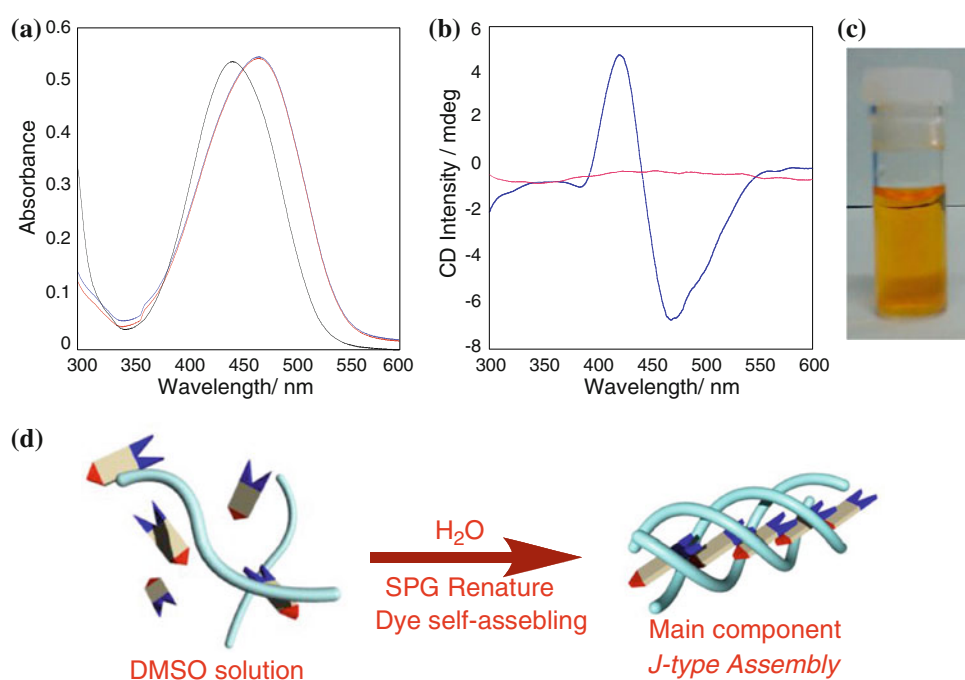 (a)
0.6
0.5
0.4
0.3
0.2
0.1
0
Absorbance
300 350 400 450 500 550 600
Wavelength/ nm
(b)
6
4
2
0
-2
-4
-6
-8
CD Intensity / mdeg
300 350 400 450 500 550 600
Wavelength/ nm
(c)
(d)
DMSO solution
H₂O
SPG Renature
Dye self-assebling
Main component
J-type Assembly